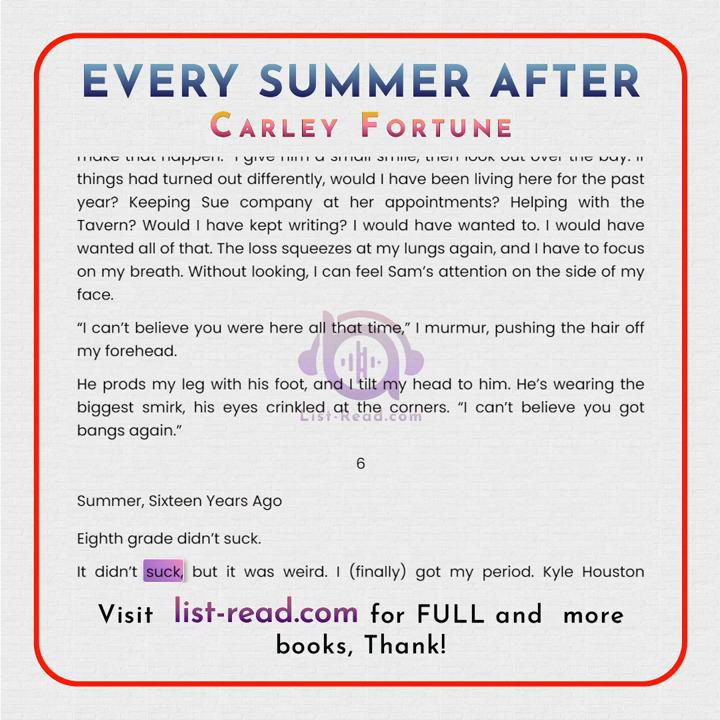 EVERY SUMMER AFTER
CARLEY FORTUNE
make that happen.” I give him a small smile, then look out over the bay. If
things had turned out differently, would I have been living here for the past
year? Keeping Sue company at her appointments? Helping with the
Tavern? Would I have kept writing? I would have wanted to. I would have
wanted all of that. The loss squeezes at my lungs again, and I have to focus
on my breath. Without looking, I can feel Sam’s attention on the side of my
face.
“I can’t believe you were here all that time,” I murmur, pushing the hair off
my forehead.
He prods my leg with his foot, and I tilt my head to him. He’s wearing the
biggest smirk, his eyes crinkled at the corners. “I can’t believe you got
List-Read.com
bangs again.”
6
Summer, Sixteen Years Ago
Eighth grade didn’t suck.
It didn’t suck, but it was weird. I (finally) got my period. Kyle Houston
Visit list-read.com for FULL and more
books, Thank!